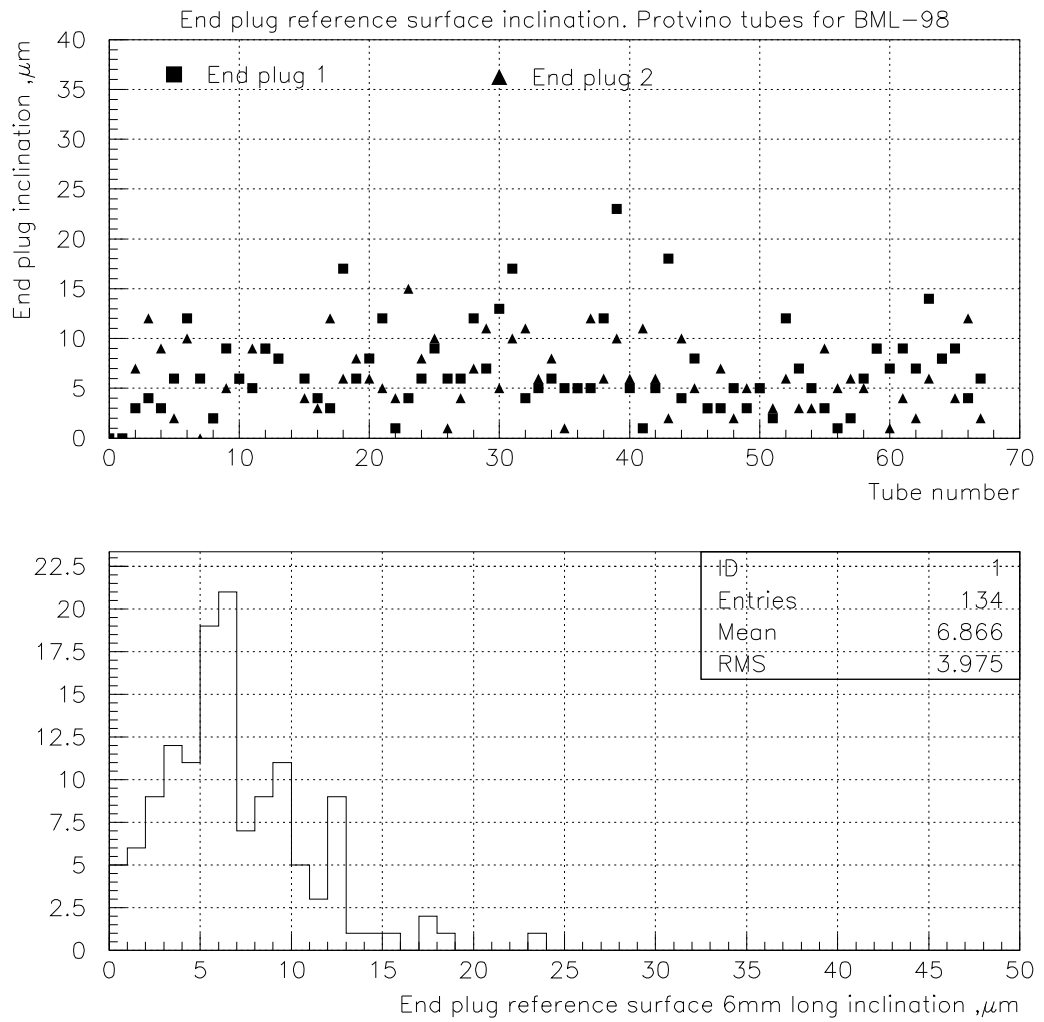 End plug reference surface inclination. Protvino tubes for BML−98
End plug inclination ,μm
40
35
30
25
20
15
10
5
0
End plug 1
End plug 2
0 10 20 30 40 50 60 70
Tube number
22.5
20
17.5
15
12.5
10
7.5
5
2.5
0
ID 1
Entries 134
Mean 6.866
RMS 3.975
0 5 10 15 20 25 30 35 40 45 50
End plug reference surface 6mm long inclination ,μm